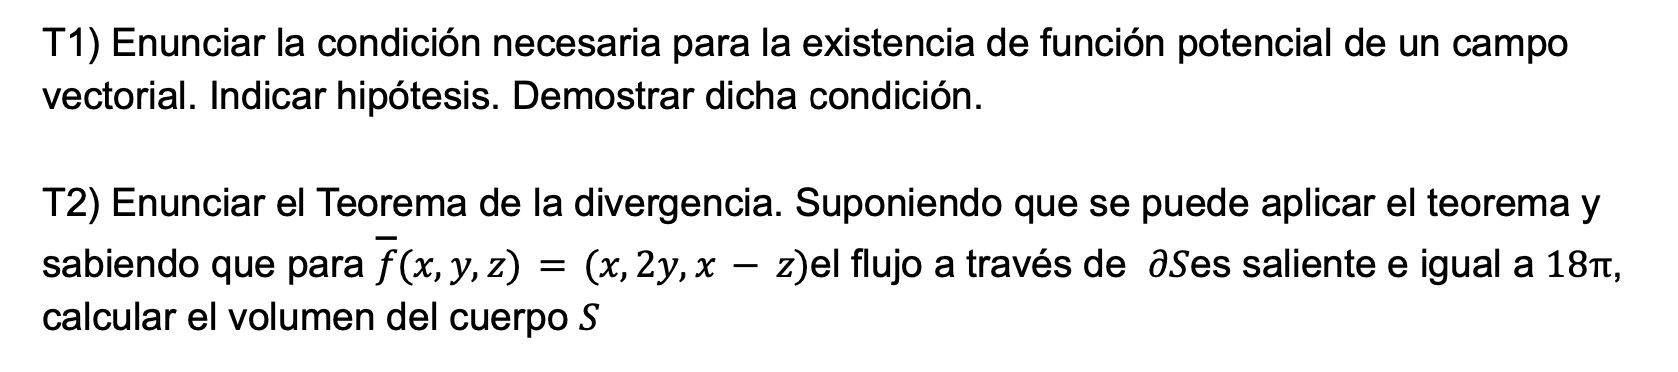 T1) Enunciar la condición necesaria para la existencia de función potencial de un campo
vectorial. Indicar hipótesis. Demostrar dicha condición.
T2) Enunciar el Teorema de la divergencia. Suponiendo que se puede aplicar el teorema y
sabiendo que para f̅(x, y, z) = (x, 2y, x − z)el flujo a través de ∂Ses saliente e igual a 18π,
calcular el volumen del cuerpo S